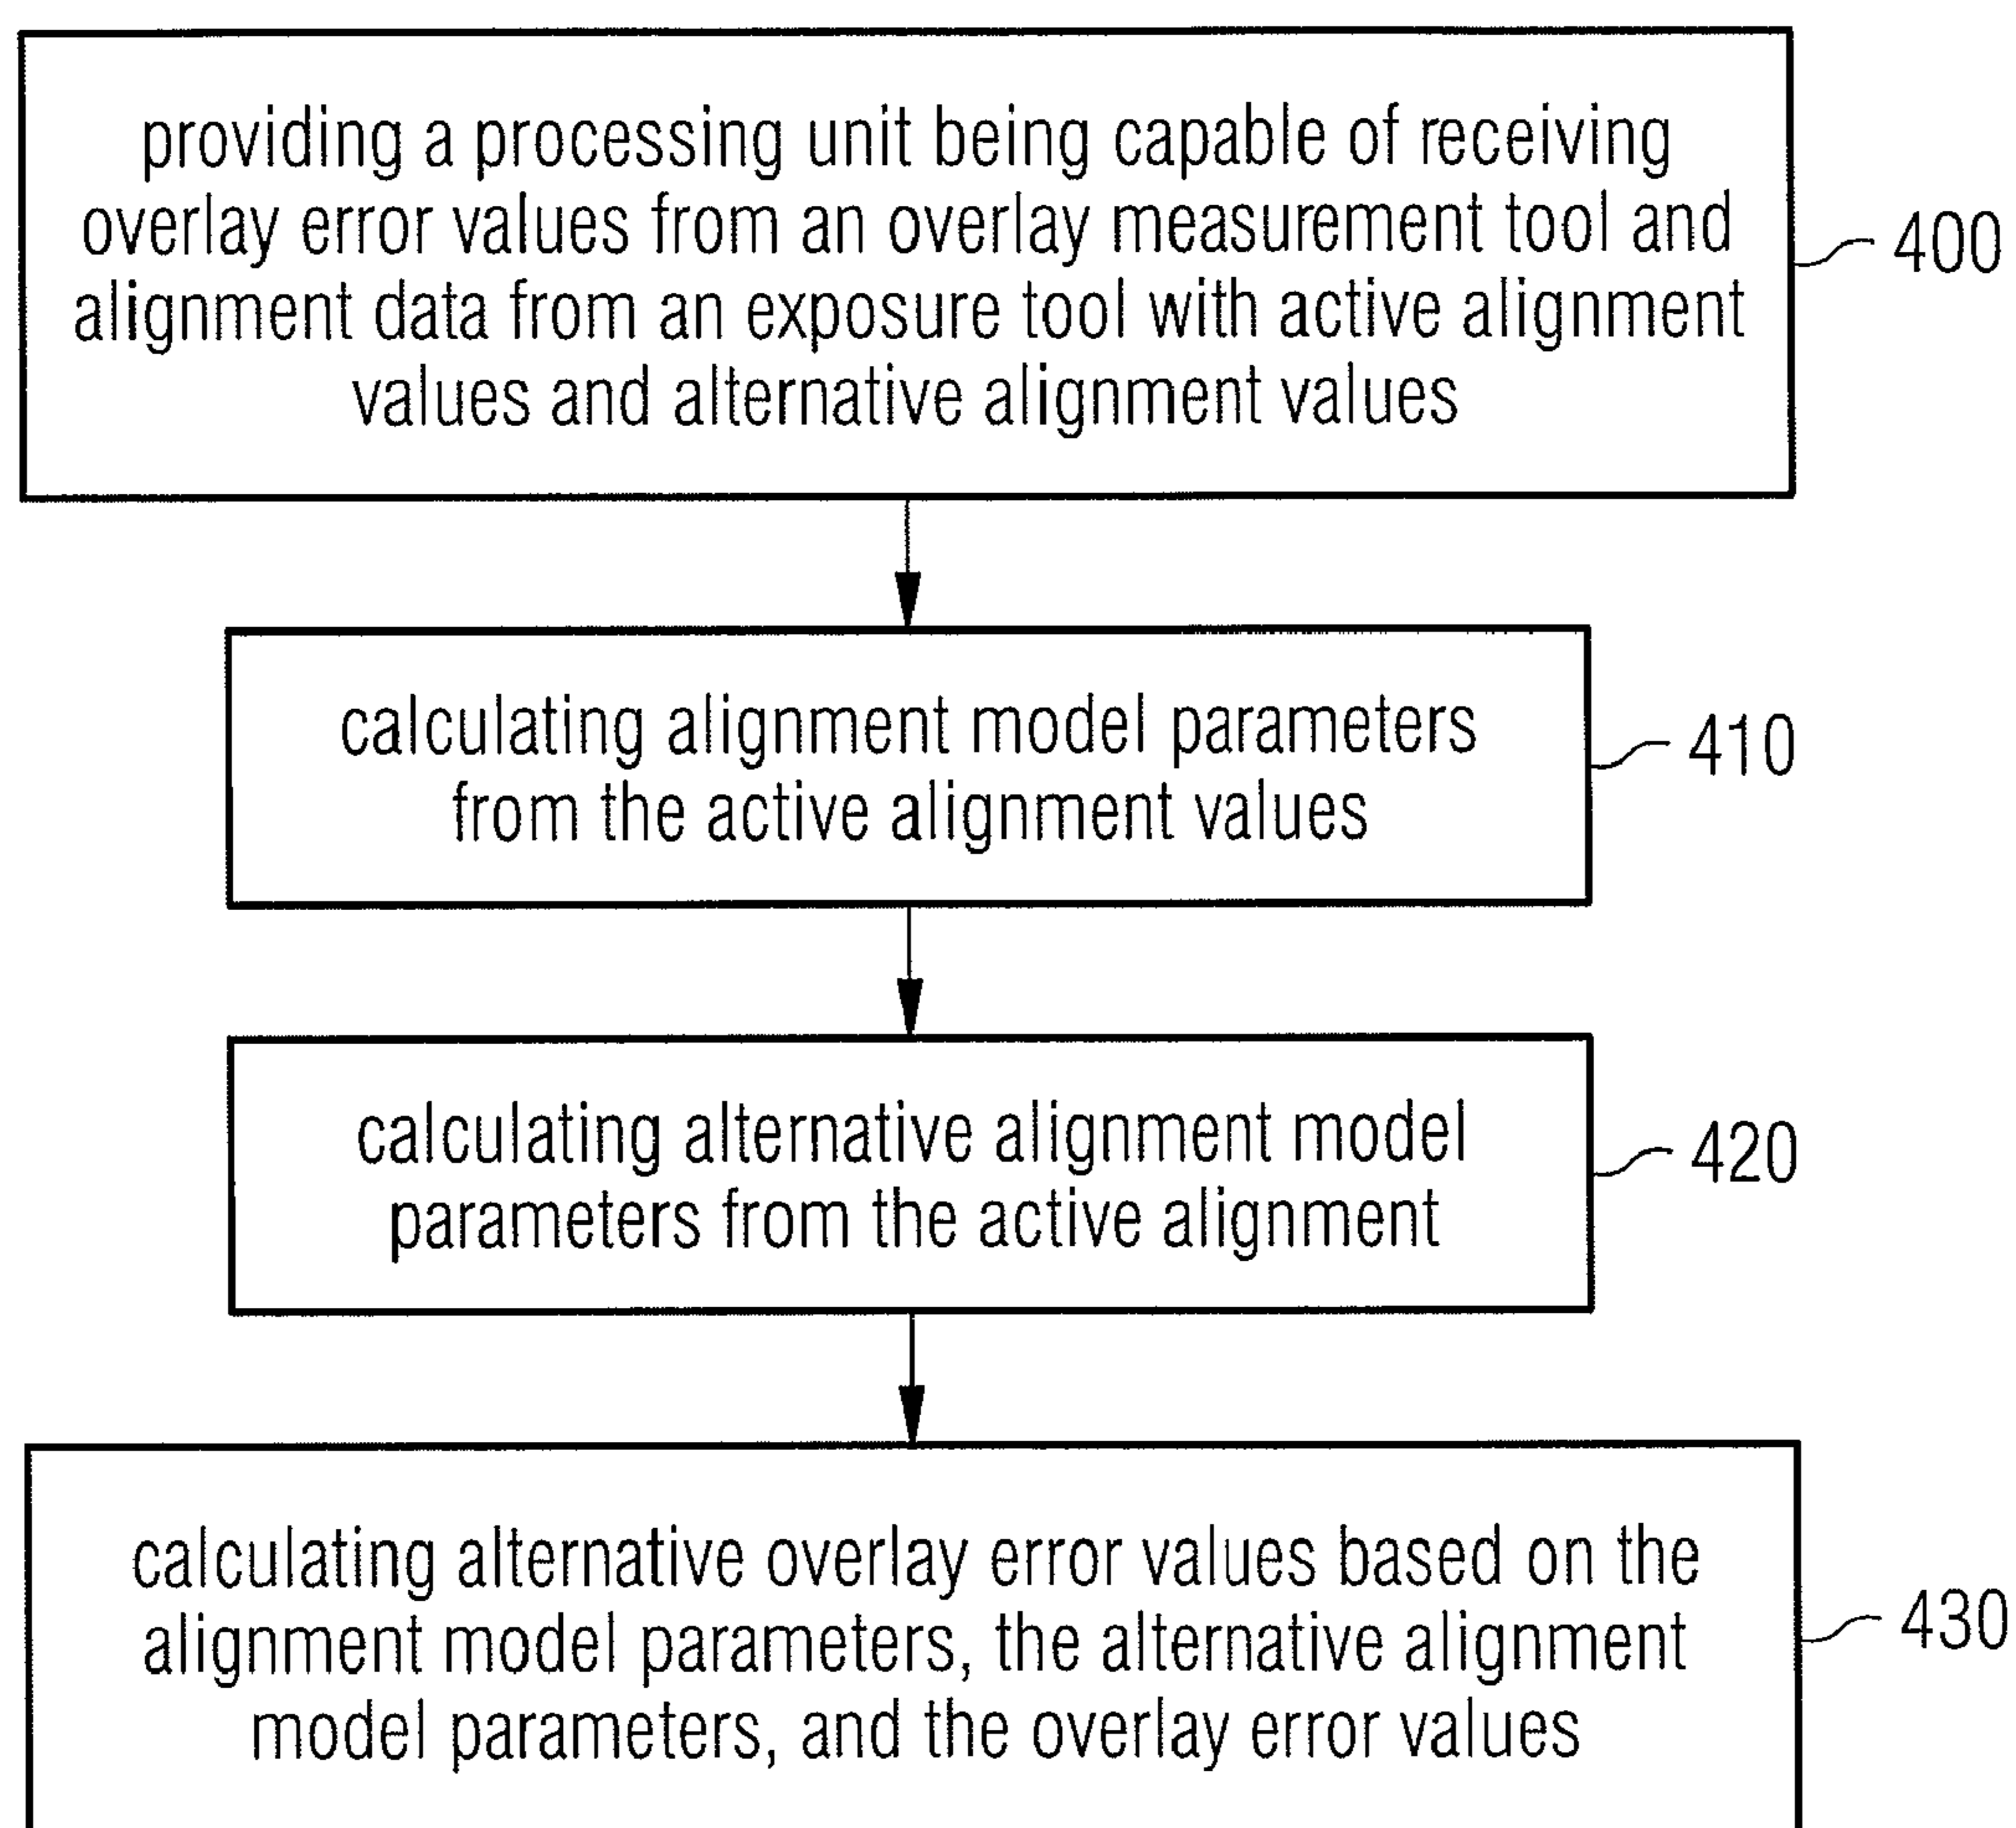 providing a processing unit being capable of receiving
overlay error values from an overlay measurement tool and
alignment data from an exposure tool with active alignment
values and alternative alignment values
400
calculating alignment model parameters
from the active alignment values
410
calculating alternative alignment model
parameters from the active alignment
420
calculating alternative overlay error values based on the
alignment model parameters, the alternative alignment
model parameters, and the overlay error values
430